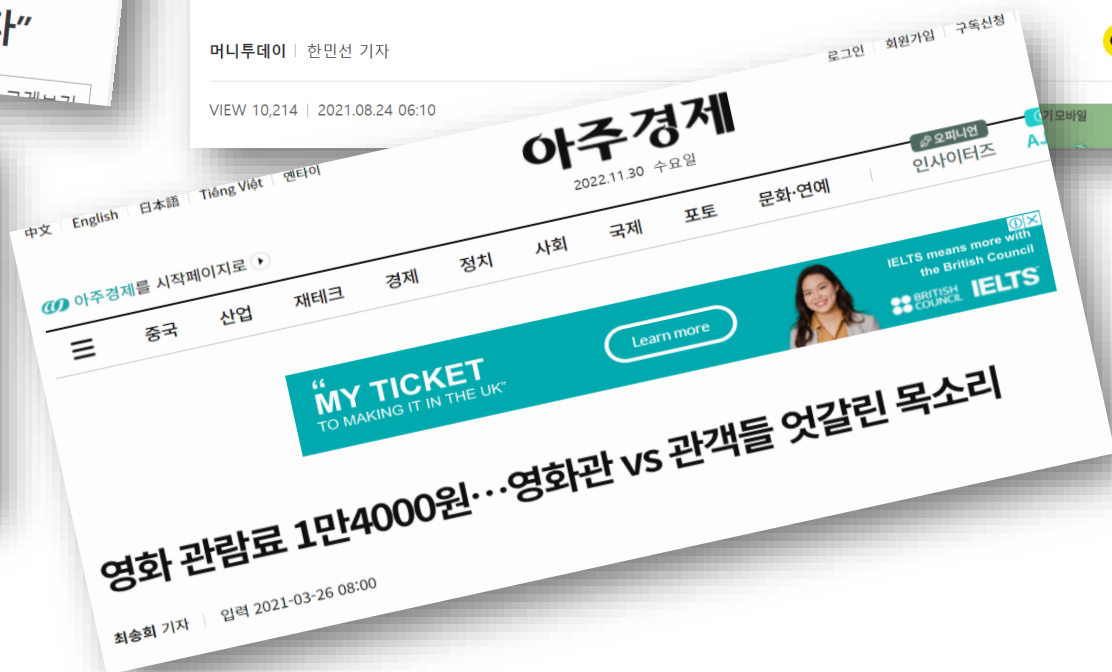 자”
머니투데이 | 한민선 기자
VIEW 10,214 | 2021.08.24 06:10
로그인 회원가입 구독신청
아주경제
2022.11.30 수요일
中文 English 日本語 Tiếng Việt 옌타이
아주경제를 시작페이지로
오피니언
인사이터즈
기모바일
AJ
중국 산업 재테크 경제 정치 사회 국제 포토 문화·연예
“MY TICKET
TO MAKING IT IN THE UK”
Learn more
IELTS means more with
the British Council
BRITISH
COUNCIL
IELTS
영화 관람료 1만4000원…영화관 vs 관객들 엇갈린 목소리
최송희 기자 | 입력 2021-03-26 08:00